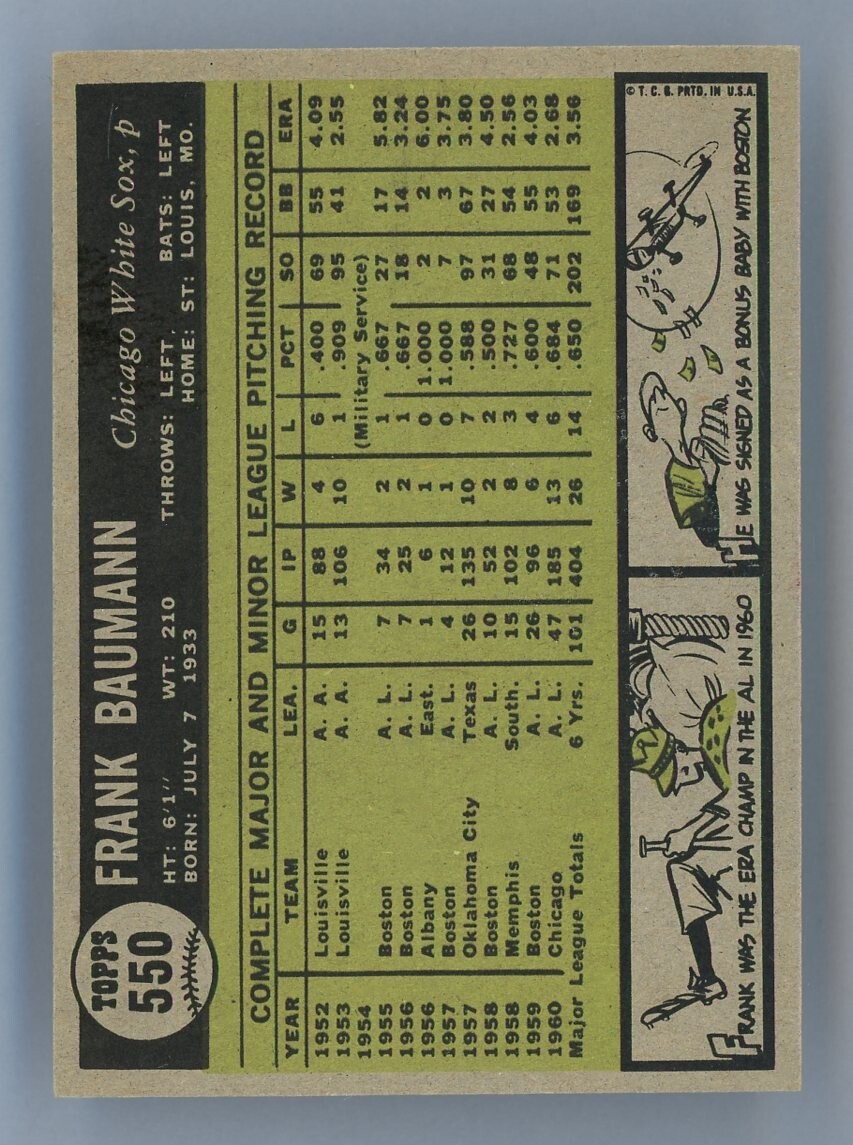 TOPPS
550
FRANK BAUMANN Chicago White Sox, p
HT: 6'1" WT: 210 THROWS: LEFT. BATS: LEFT
BORN: JULY 7 1933 HOME: ST: LOUIS, MO.
COMPLETE MAJOR AND MINOR LEAGUE PITCHING RECORD
YEAR TEAM LEA. G IP W L PCT SO BB ERA
1952 Louisville A. A. 15 88 4 6 .400 69 55 4.09
1953 Louisville A. A. 13 106 10 1 .909 95 41 2.55
1954 (Military Service)
1955 Boston A. L. 7 34 2 1 .667 27 17 5.82
1956 Boston A. L. 7 25 2 1 .667 18 14 3.24
1956 Albany East. 1 6 1 0 1.000 2 2 6.00
1957 Boston A. L. 4 12 1 0 1.000 7 3 3.75
1957 Oklahoma City Texas 26 135 10 7 .588 97 67 3.80
1958 Boston A. L. 10 52 2 2 .500 31 27 4.50
1958 Memphis South. 15 102 8 3 .727 68 54 2.56
1959 Boston A. L. 26 96 6 4 .600 48 55 4.03
1960 Chicago A. L. 47 185 13 6 .684 71 53 2.68
Major League Totals 6 Yrs. 101 404 26 14 .650 202 169 3.56
© T. C. G. PRTD. IN U.S.A.
FRANK WAS THE ERA CHAMP IN THE AL IN 1960
HE WAS SIGNED AS A BONUS BABY WITH BOSTON